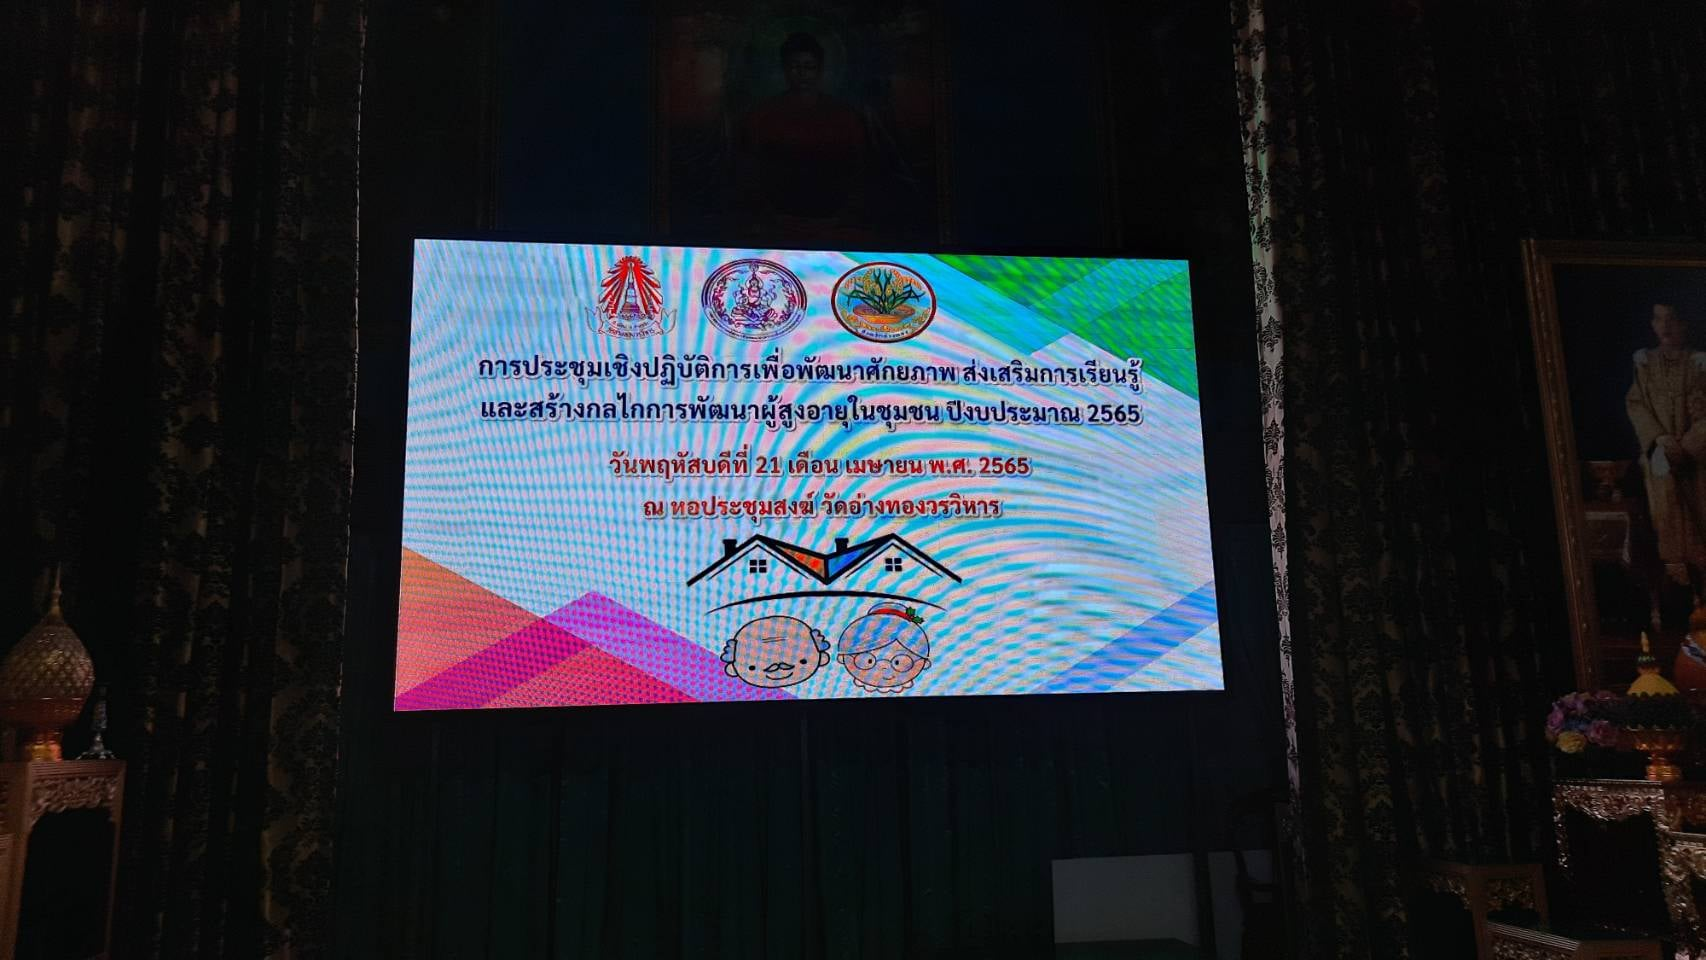 การประชุมเชิงปฏิบัติการเพื่อพัฒนาศักยภาพ ส่งเสริมการเรียนรู้
และสร้างกลไกการพัฒนาผู้สูงอายุในชุมชน ปีงบประมาณ 2565
วันพฤหัสบดีที่ 21 เดือน เมษายน พ.ศ. 2565
ณ หอประชุมสงฆ์ วัดอ่างทองวรวิหาร